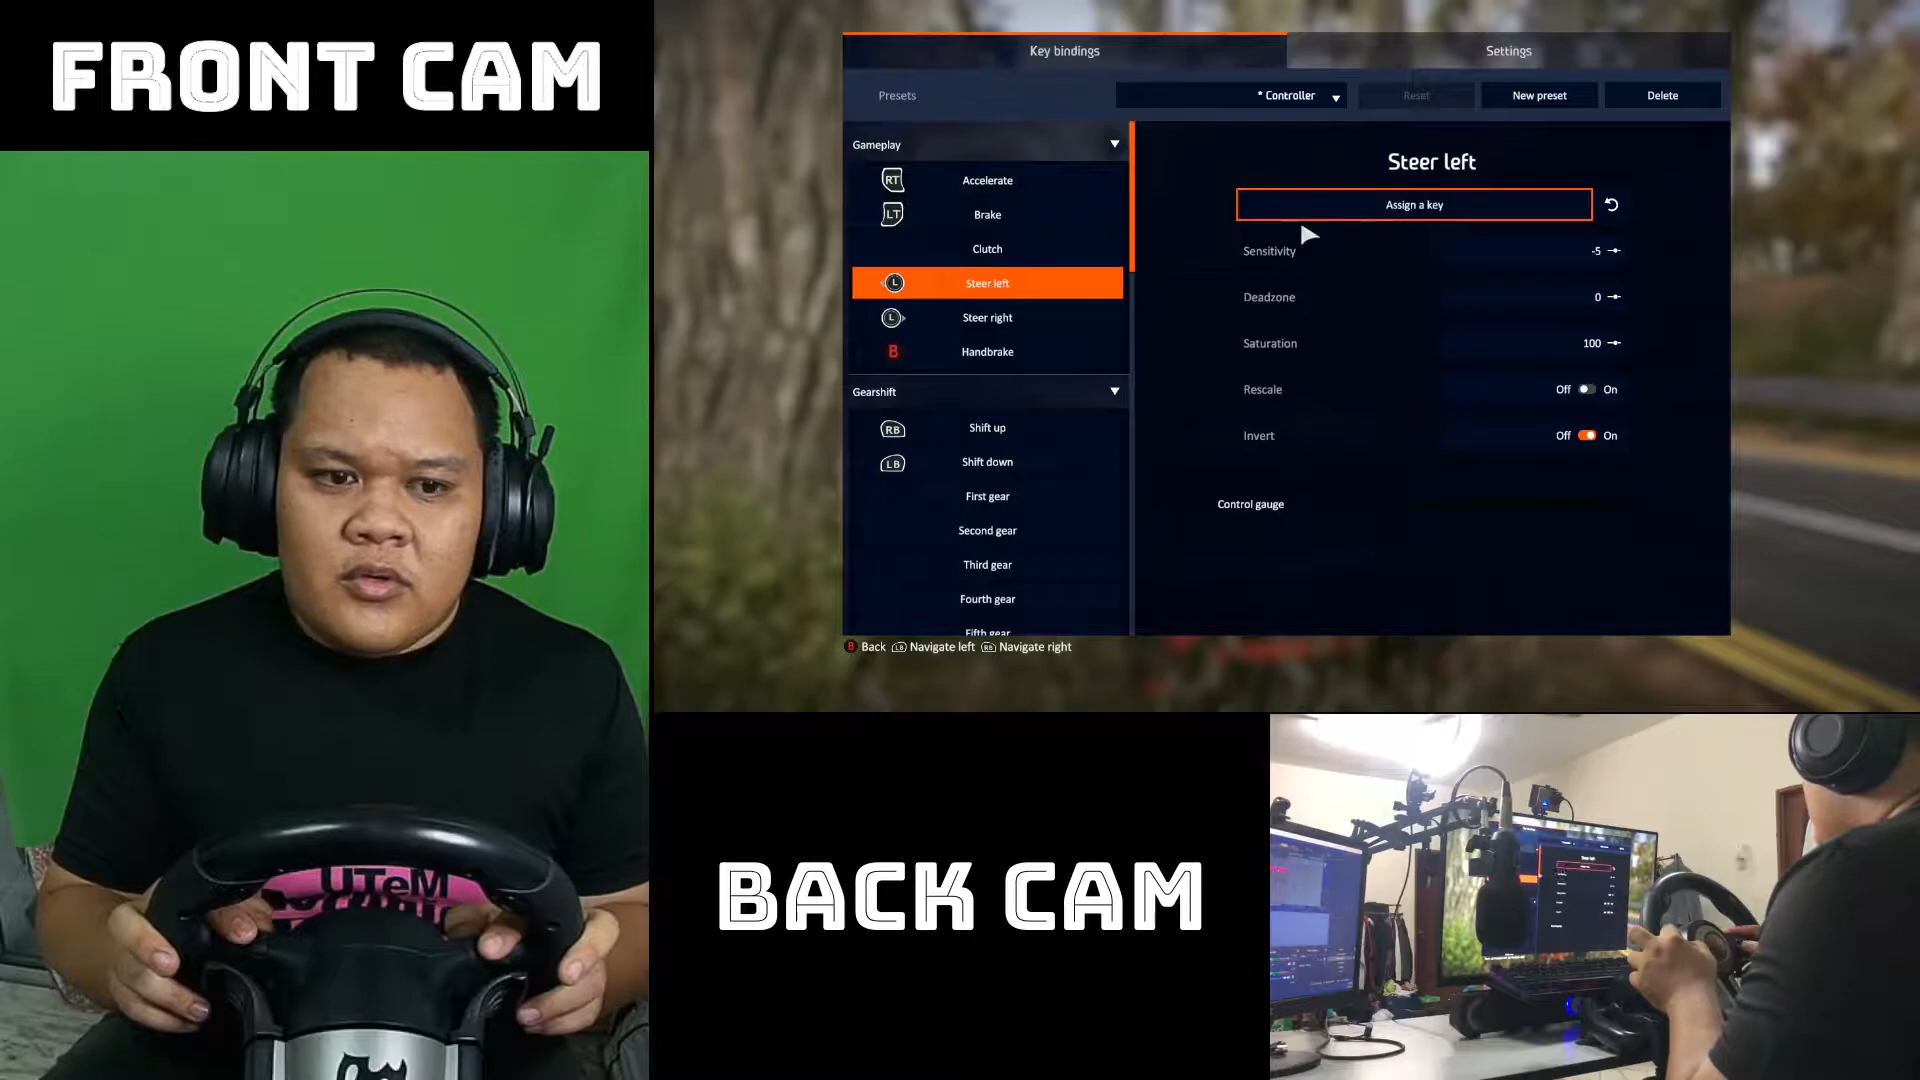 FRONT CAM
Key bindings
Settings
Presets
* Controller
Reset
New preset
Delete
Gameplay
RT Accelerate
LT Brake
Clutch
L Steer left
L Steer right
B Handbrake
Gearshift
RB Shift up
LB Shift down
First gear
Second gear
Third gear
Fourth gear
Fifth gear
Steer left
Assign a key
Sensitivity -5
Deadzone 0
Saturation 100
Rescale Off On
Invert Off On
Control gauge
B Back LB Navigate left RB Navigate right
UTeM
BACK CAM